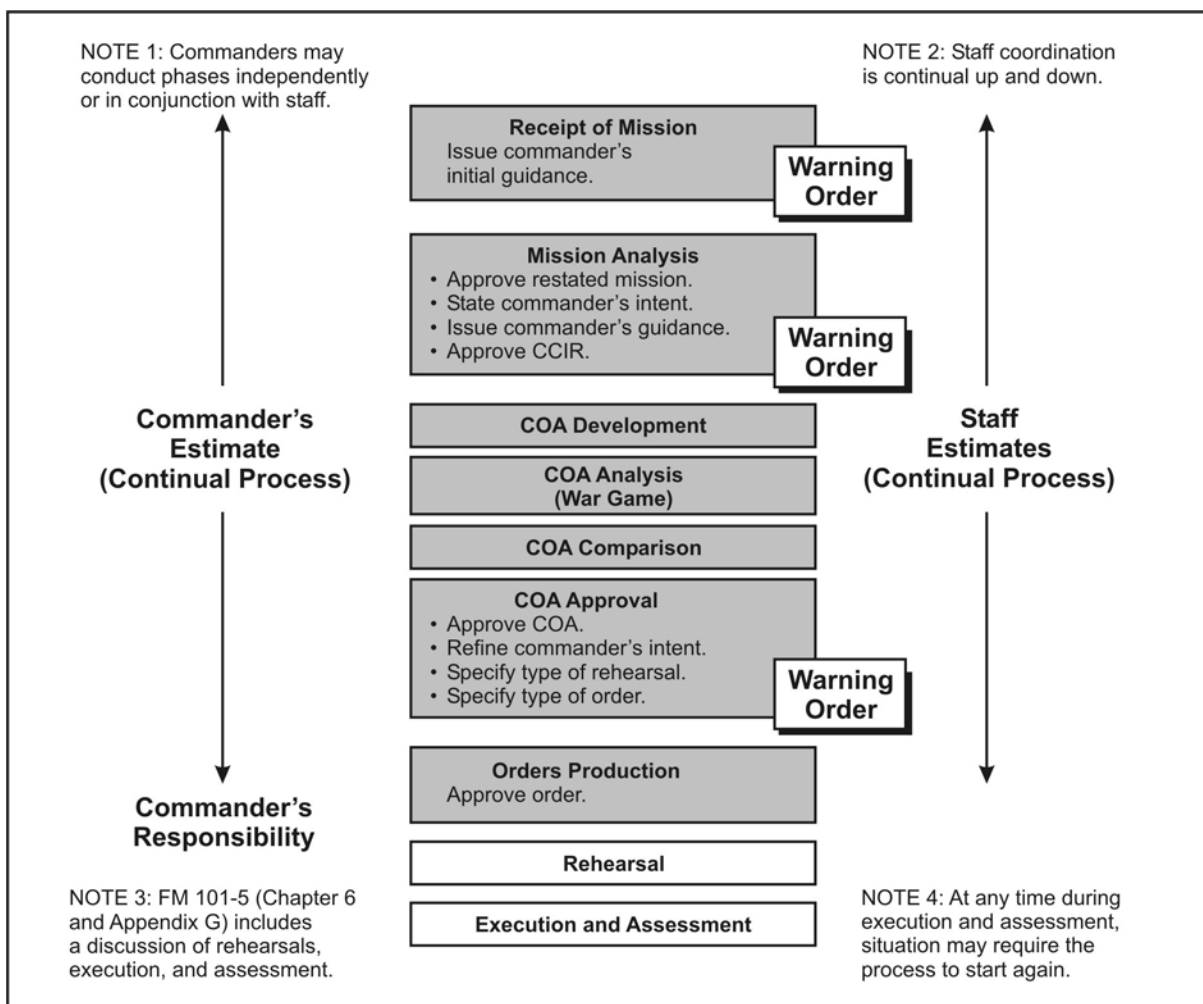 NOTE 1: Commanders may
conduct phases independently
or in conjunction with staff.
NOTE 2: Staff coordination
is continual up and down.
Receipt of Mission
Issue commander’s
initial guidance.
Warning
Order
Mission Analysis
• Approve restated mission.
• State commander’s intent.
• Issue commander’s guidance.
• Approve CCIR.
Warning
Order
Commander’s
Estimate
(Continual Process)
COA Development
COA Analysis
(War Game)
COA Comparison
Staff
Estimates
(Continual Process)
COA Approval
• Approve COA.
• Refine commander’s intent.
• Specify type of rehearsal.
• Specify type of order.
Warning
Order
Orders Production
Approve order.
Commander’s
Responsibility
Rehearsal
Execution and Assessment
NOTE 3: FM 101-5 (Chapter 6
and Appendix G) includes
a discussion of rehearsals,
execution, and assessment.
NOTE 4: At any time during
execution and assessment,
situation may require the
process to start again.